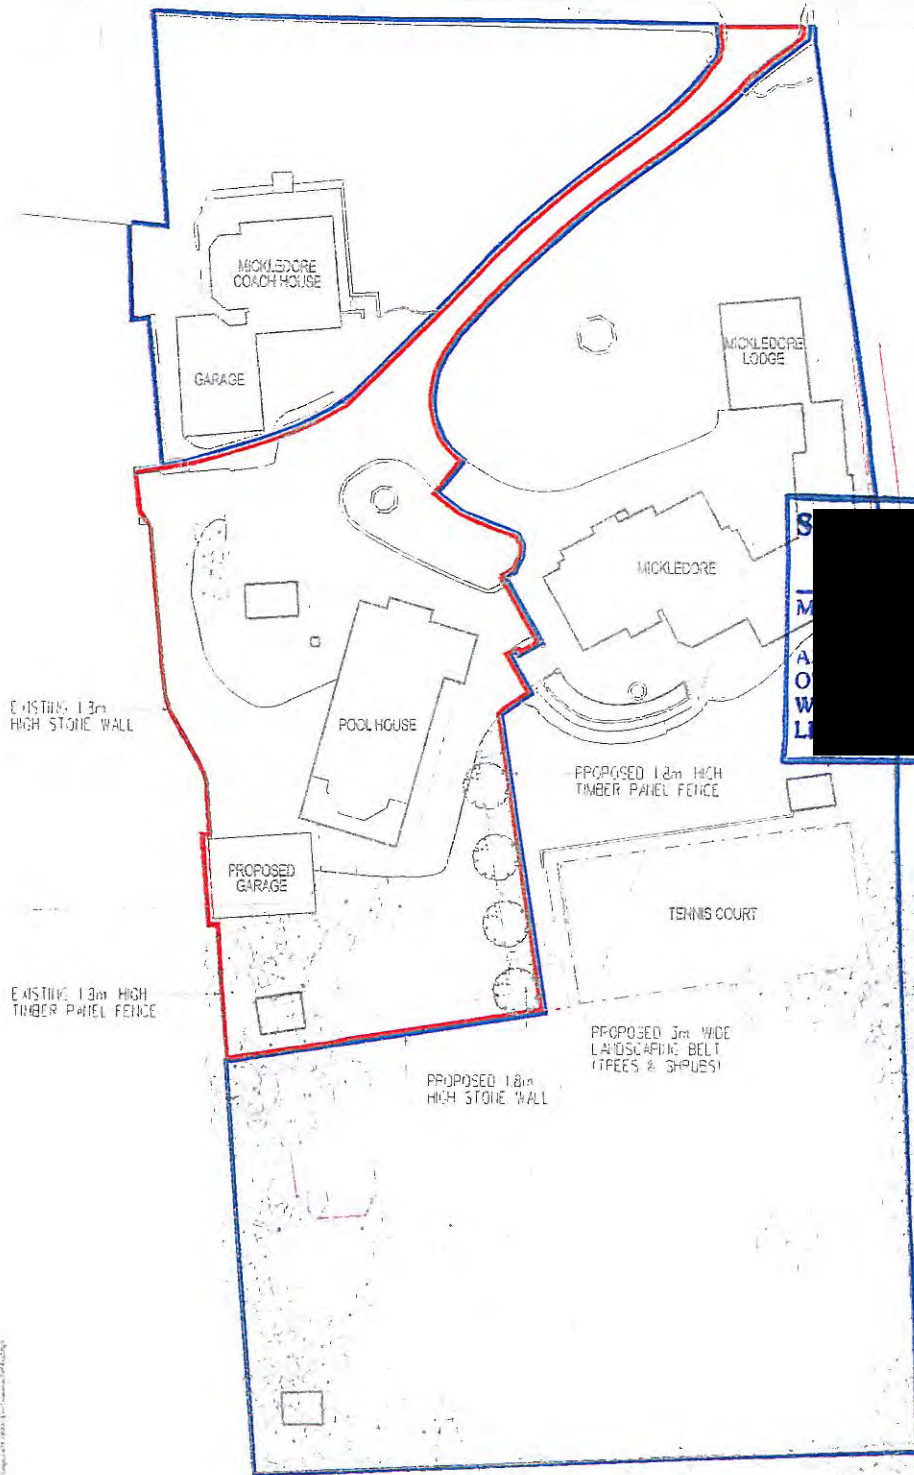 MICKLEDORE
COACH HOUSE
GARAGE
MICKLEDORE
LODGE
MICKLEDORE
S
M
A
O
W
LI
EXISTING 1.8m
HIGH STONE WALL
POOL HOUSE
PROPOSED 1.8m HIGH
TIMBER PANEL FENCE
PROPOSED
GARAGE
TENNIS COURT
EXISTING 1.8m HIGH
TIMBER PANEL FENCE
PROPOSED 3m WIDE
LANDSCAPING BELT
(TREES & SHRUBS)
PROPOSED 1.8m
HIGH STONE WALL